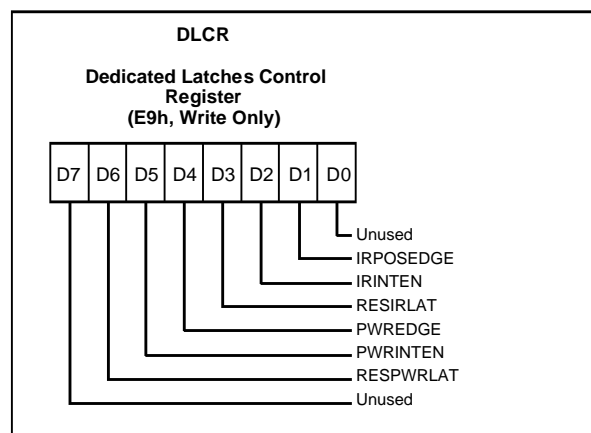 DLCR
Dedicated Latches Control
Register
(E9h, Write Only)
D7 D6 D5 D4 D3 D2 D1 D0
Unused
IRPOSEDGE
IRINTEN
RESIRLAT
PWREDGE
PWRINTEN
RESPWRLAT
Unused